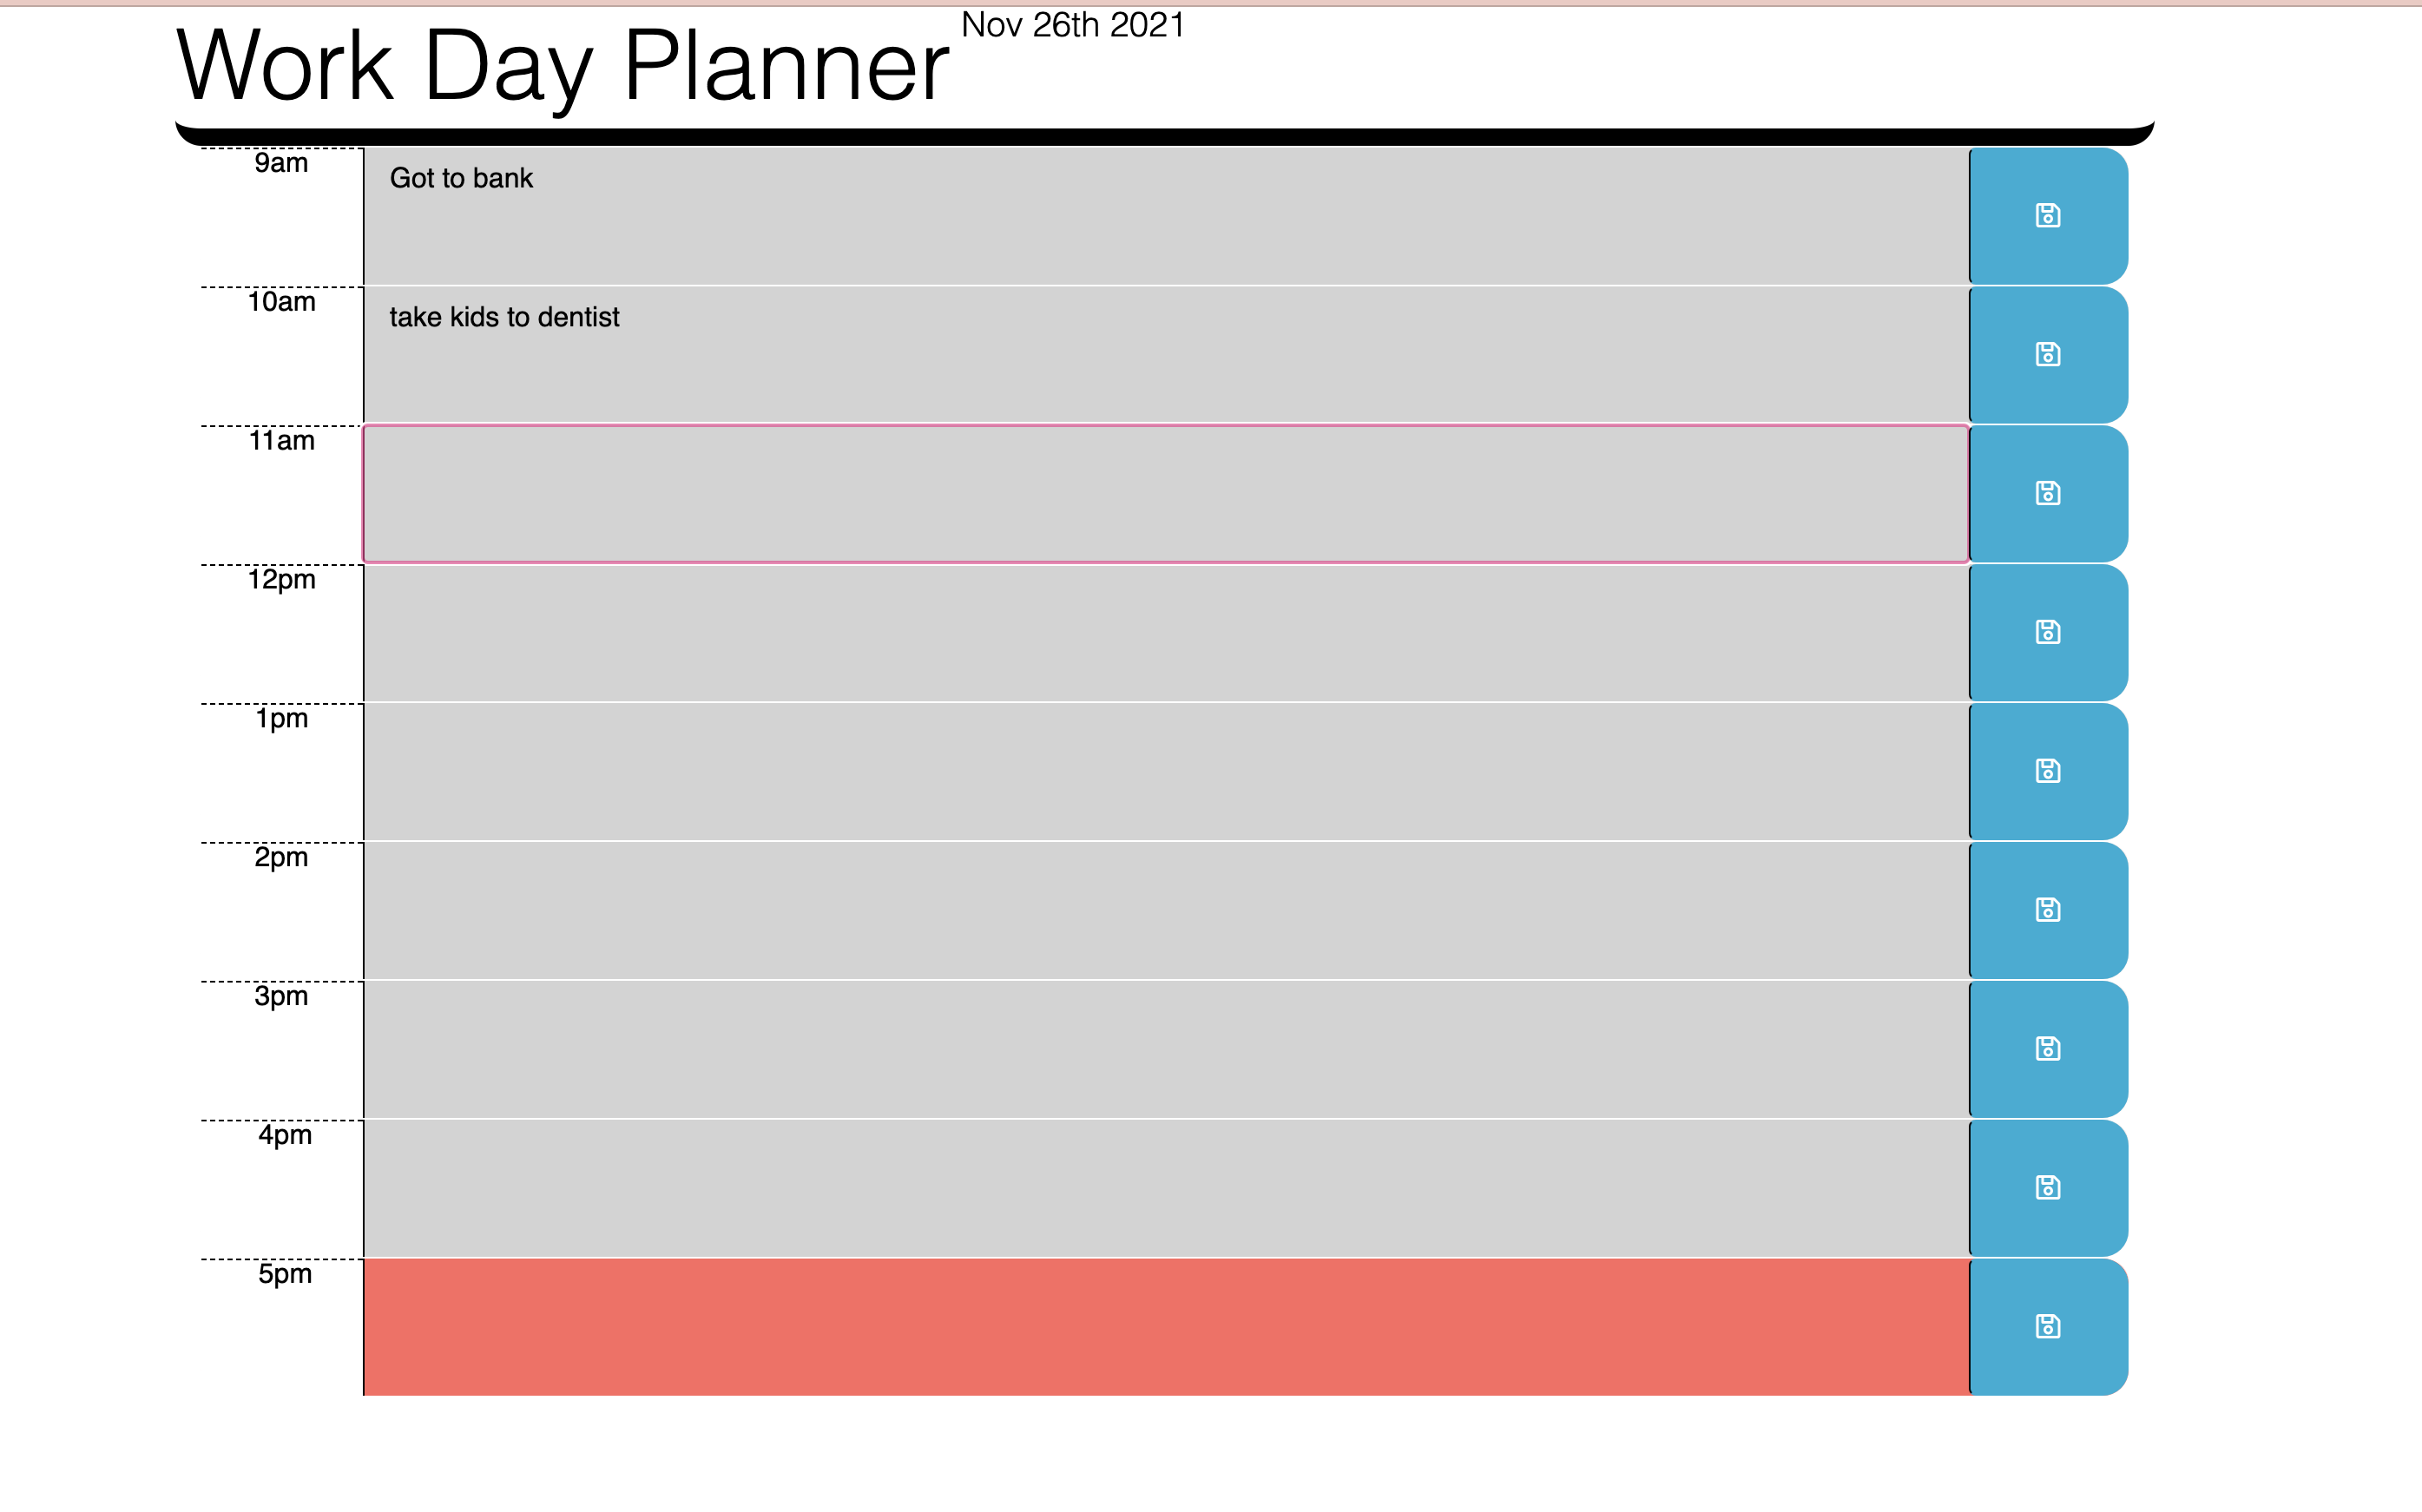 Work Day Planner
Nov 26th 2021
9am
Got to bank
10am
take kids to dentist
11am
12pm
1pm
2pm
3pm
4pm
5pm